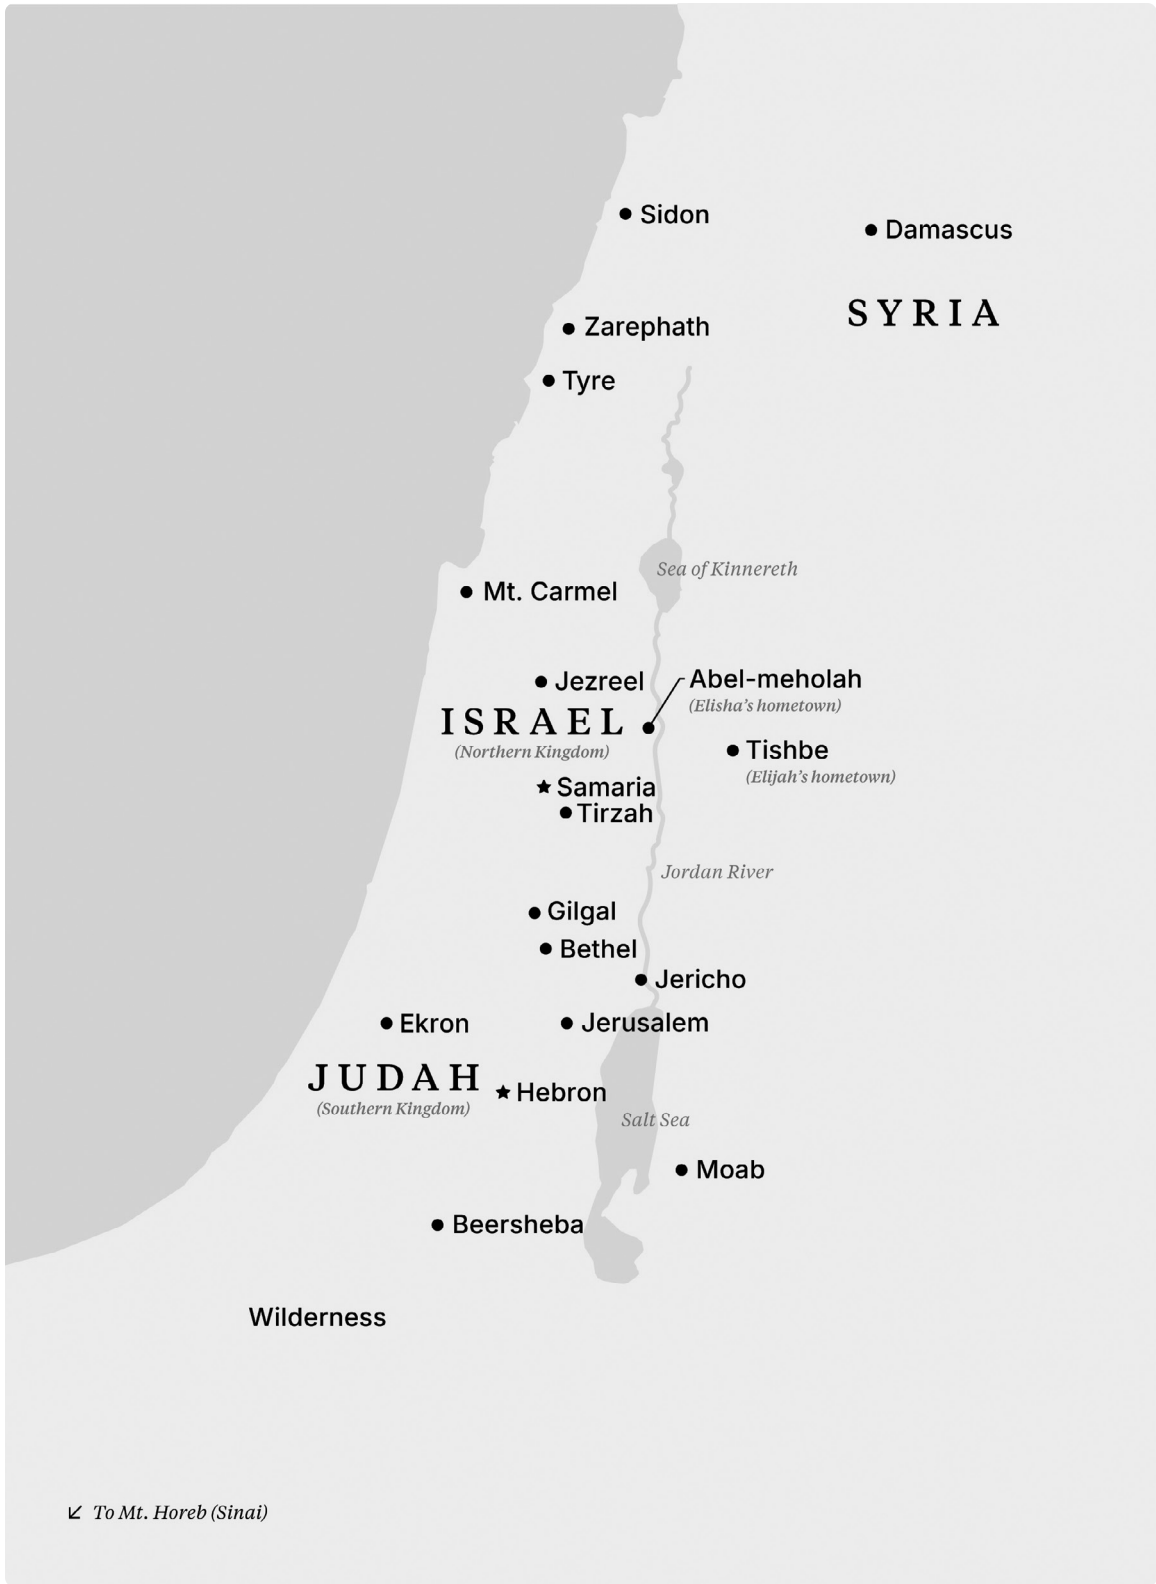 Sidon
Damascus
SYRIA
Zarephath
Tyre
Sea of Kinnereth
Mt. Carmel
Jezreel
Abel-meholah
(Elisha’s hometown)
ISRAEL
(Northern Kingdom)
Tishbe
(Elijah’s hometown)
Samaria
Tirzah
Jordan River
Gilgal
Bethel
Jericho
Ekron
Jerusalem
JUDAH
(Southern Kingdom)
Hebron
Salt Sea
Moab
Beersheba
Wilderness
To Mt. Horeb (Sinai)